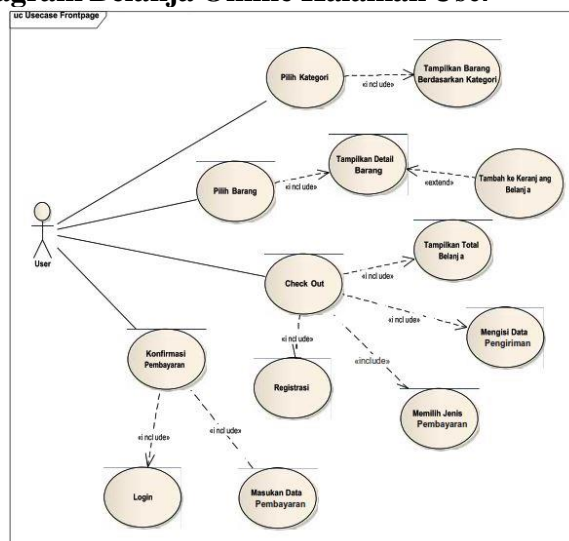 uc Usecase Frontpage
Pilih Kategori
«include»
Tampilkan Barang
Berdasarkan Kategori
Pilih Barang
«include»
Tampilkan Detail
Barang
«extend»
Tambah ke Keranjang
Belanja
User
Check Out
«include»
Tampilkan Total
Belanja
«include»
Mengisi Data
Pengiriman
«include»
Registrasi
«include»
Memilih Jenis
Pembayaran
Konfirmasi
Pembayaran
«include»
Login
«include»
Masukan Data
Pembayaran